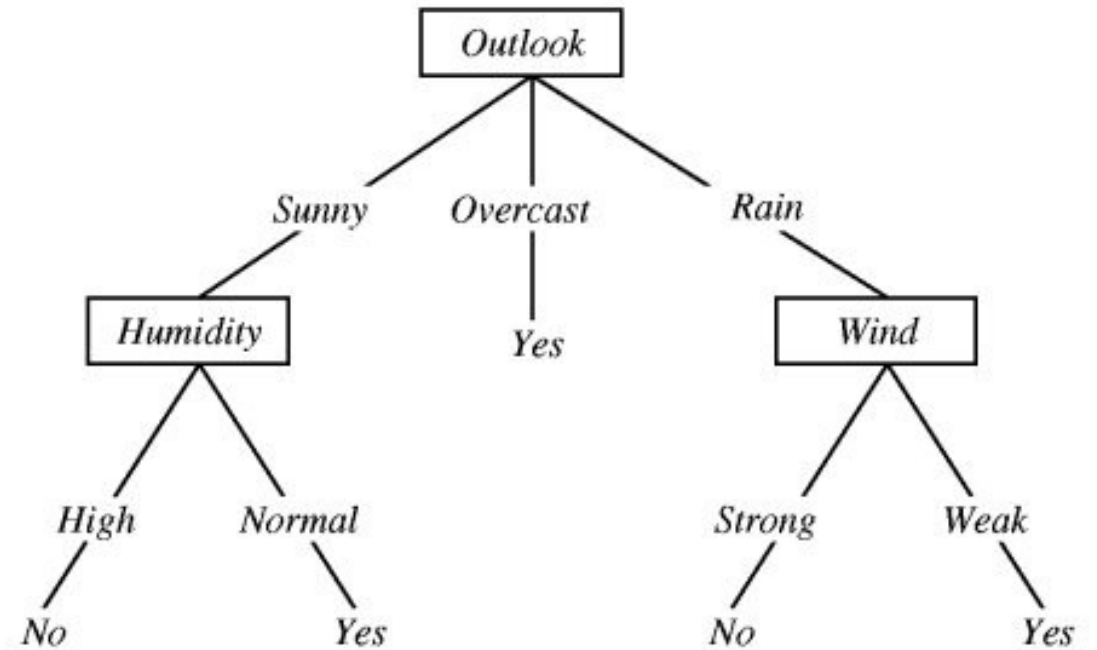 Outlook
Sunny Overcast Rain
Humidity Yes Wind
High Normal Strong Weak
No Yes No Yes